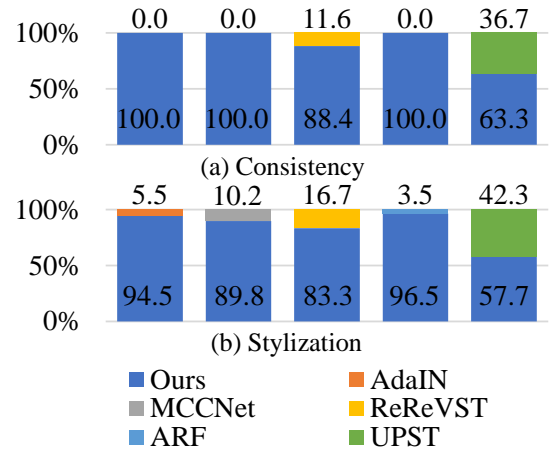 0.0 0.0 11.6 0.0 36.7
100%
50%
100.0 100.0 88.4 100.0 63.3
0%
(a) Consistency
5.5 10.2 16.7 3.5 42.3
100%
50%
94.5 89.8 83.3 96.5 57.7
0%
(b) Stylization
Ours AdaIN
MCCNet ReReVST
ARF UPST